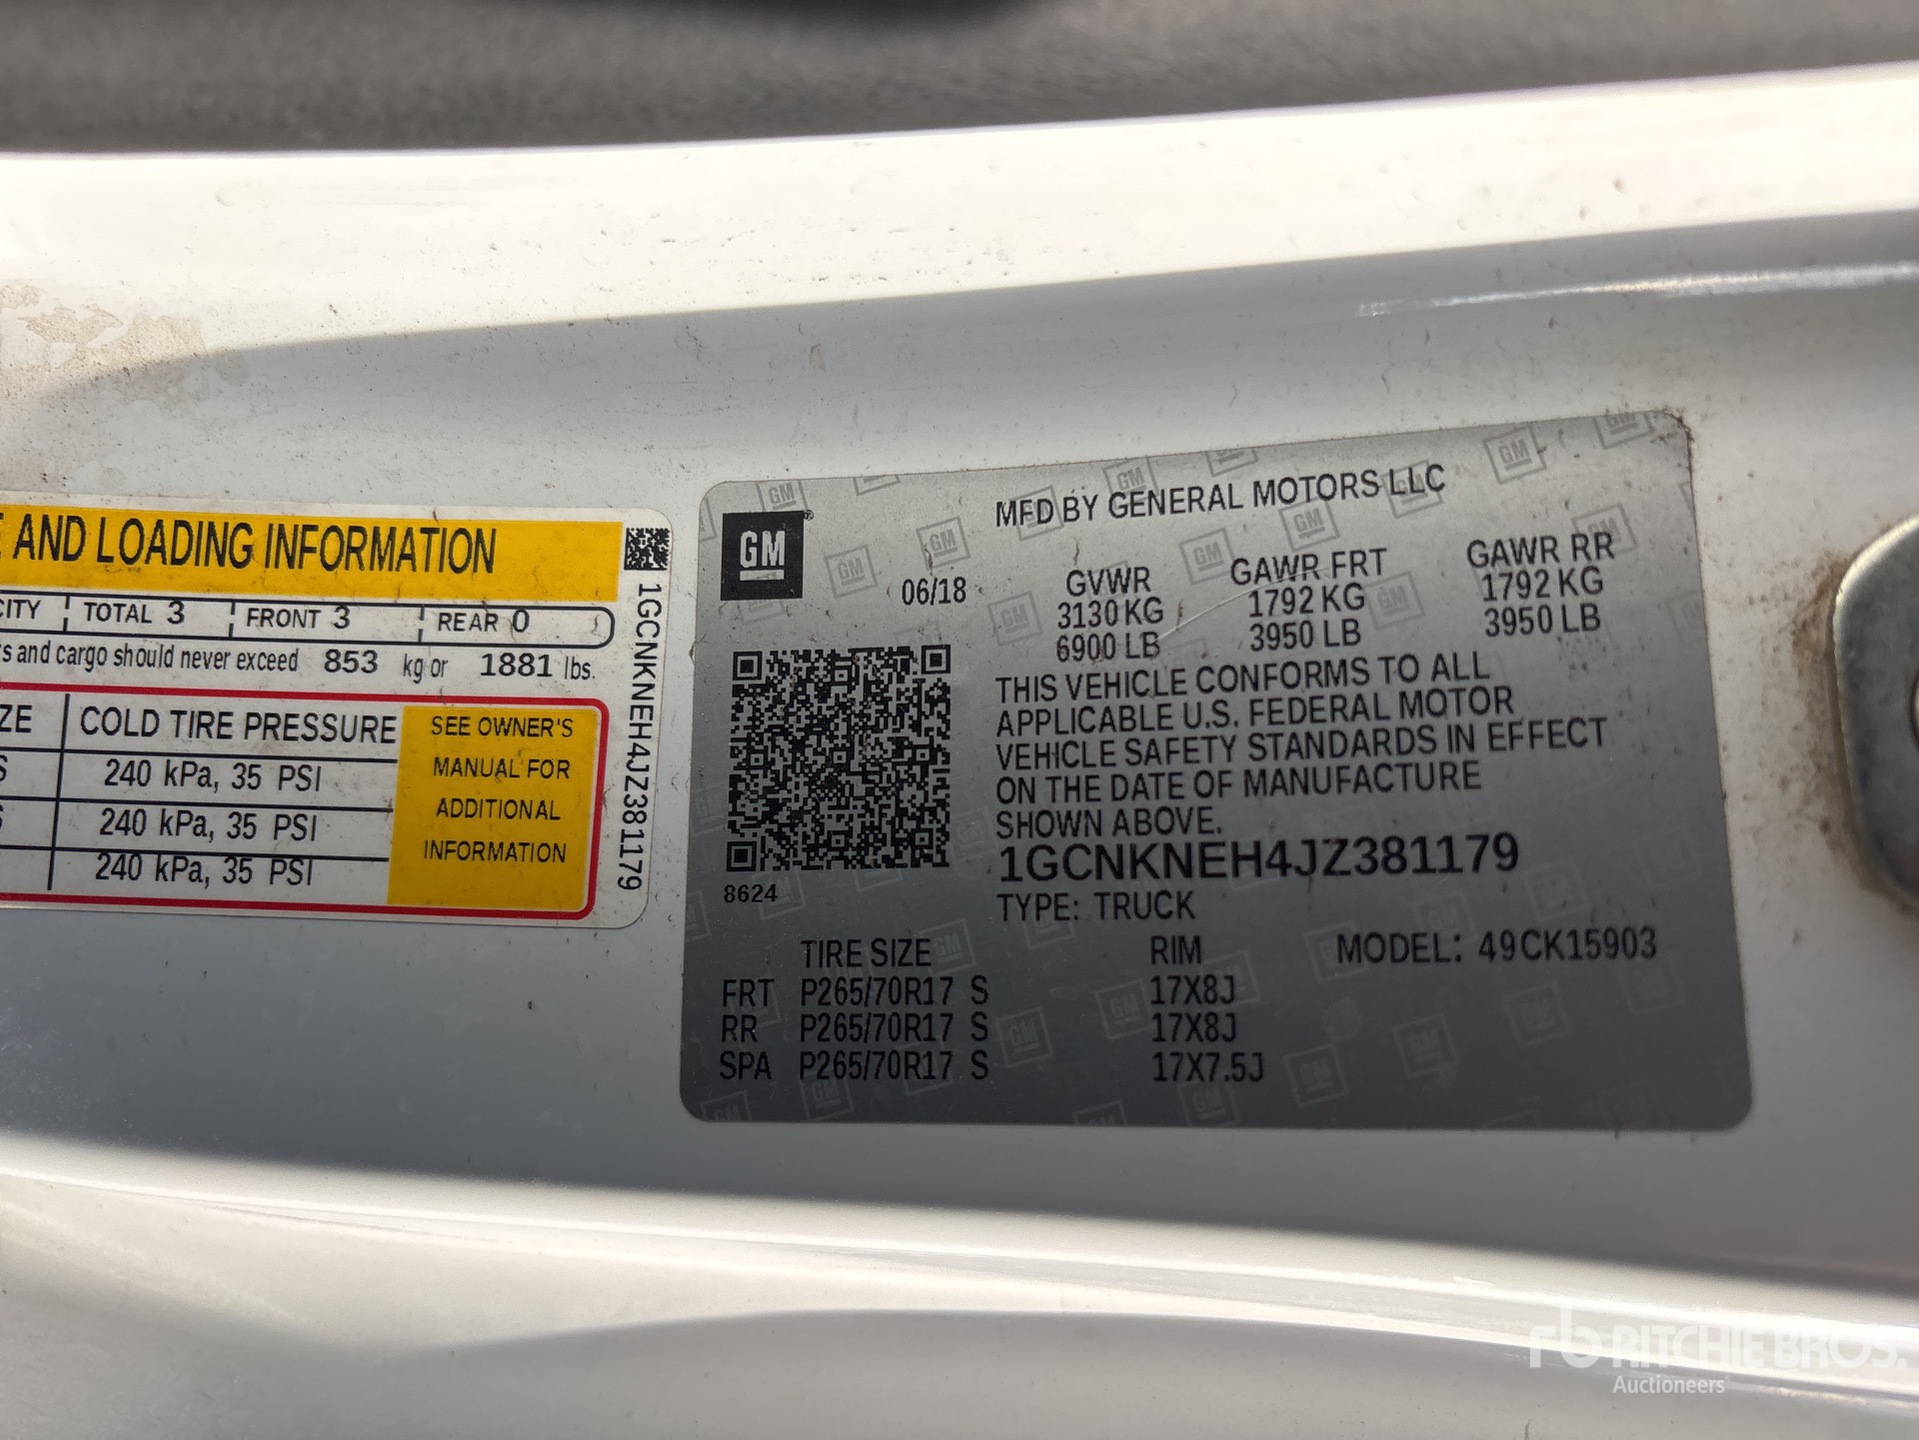 AND LOADING INFORMATION
CITY TOTAL 3 FRONT 3 REAR 0
s and cargo should never exceed 853 kg or 1881 lbs.
ZE COLD TIRE PRESSURE
S 240 kPa, 35 PSI
S 240 kPa, 35 PSI
240 kPa, 35 PSI
SEE OWNER'S
MANUAL FOR
ADDITIONAL
INFORMATION
1GCNKNEH4JZ381179
GM
MFD BY GENERAL MOTORS LLC
06/18
GVWR GAWR FRT GAWR RR
3130 KG 1792 KG 1792 KG
6900 LB 3950 LB 3950 LB
THIS VEHICLE CONFORMS TO ALL
APPLICABLE U.S. FEDERAL MOTOR
VEHICLE SAFETY STANDARDS IN EFFECT
ON THE DATE OF MANUFACTURE
SHOWN ABOVE.
1GCNKNEH4JZ381179
8624
TYPE: TRUCK
TIRE SIZE RIM MODEL: 49CK15903
FRT P265/70R17 S 17X8J
RR P265/70R17 S 17X8J
SPA P265/70R17 S 17X7.5J
rb RITCHIE BROS.
Auctioneers